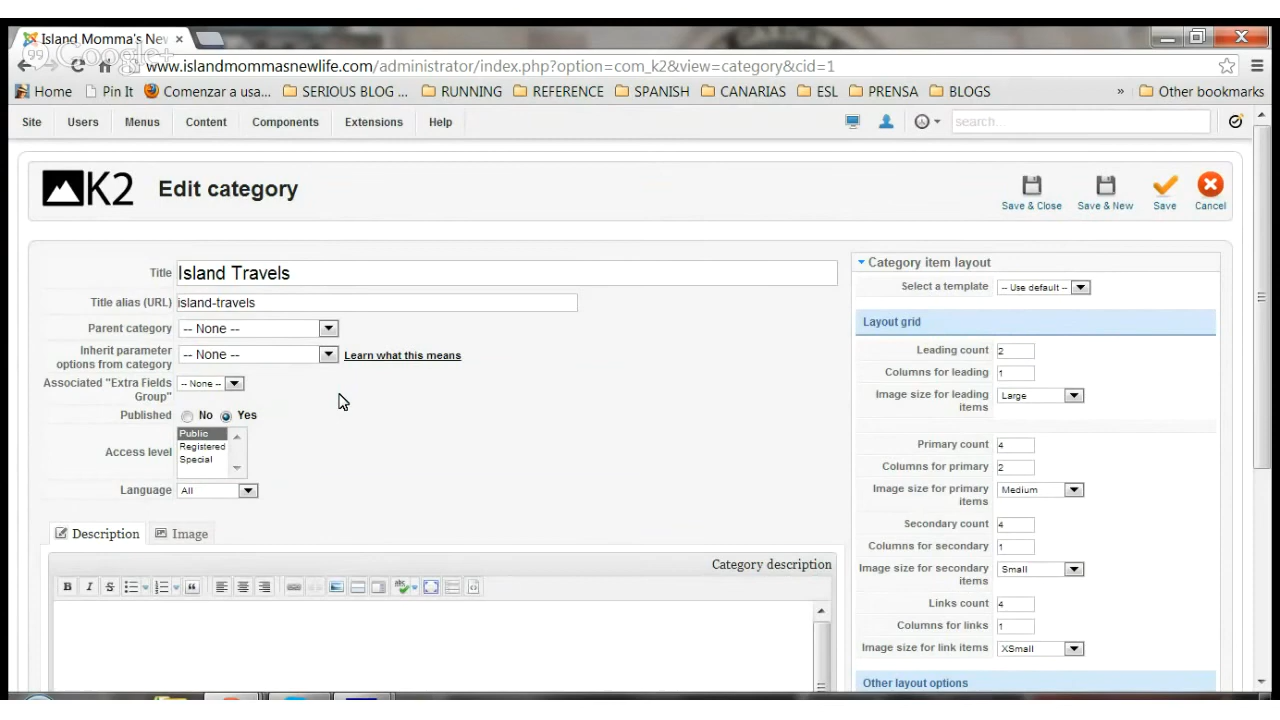 Island Momma's Nev ×
99 Google+
www.islandmommasnewlife.com/administrator/index.php?option=com_k2&view=category&cid=1
Home Pin It Comenzar a usa... SERIOUS BLOG ... RUNNING REFERENCE SPANISH CANARIAS ESL PRENSA BLOGS » Other bookmarks
Site Users Menus Content Components Extensions Help search...
K2 Edit category
Save & Close Save & New Save Cancel
Title Island Travels
Title alias (URL) island-travels
Parent category -- None --
Inherit parameter
options from category -- None -- Learn what this means
Associated "Extra Fields
Group" -- None --
Published No Yes
Access level Public
Registered
Special
Language All
Description Image
Category description
B I S ABC
Category item layout
Select a template -- Use default --
Layout grid
Leading count 2
Columns for leading 1
Image size for leading
items Large
Primary count 4
Columns for primary 2
Image size for primary
items Medium
Secondary count 4
Columns for secondary 1
Image size for secondary
items Small
Links count 4
Columns for links 1
Image size for link items XSmall
Other layout options